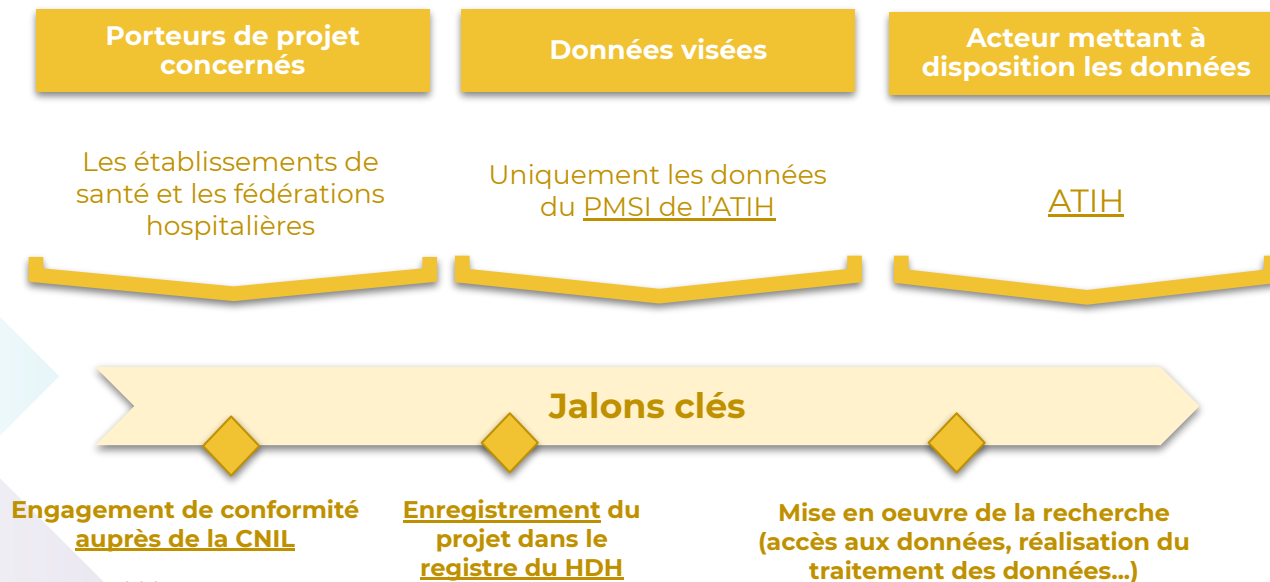 Porteurs de projet
concernés
Données visées
Acteur mettant à
disposition les données
Les établissements de
santé et les fédérations
hospitalières
Uniquement les données
du PMSI de l'ATIH
ATIH
Jalons clés
Engagement de conformité
auprès de la CNIL
Enregistrement du
projet dans le
registre du HDH
Mise en oeuvre de la recherche
(accès aux données, réalisation du
traitement des données...)